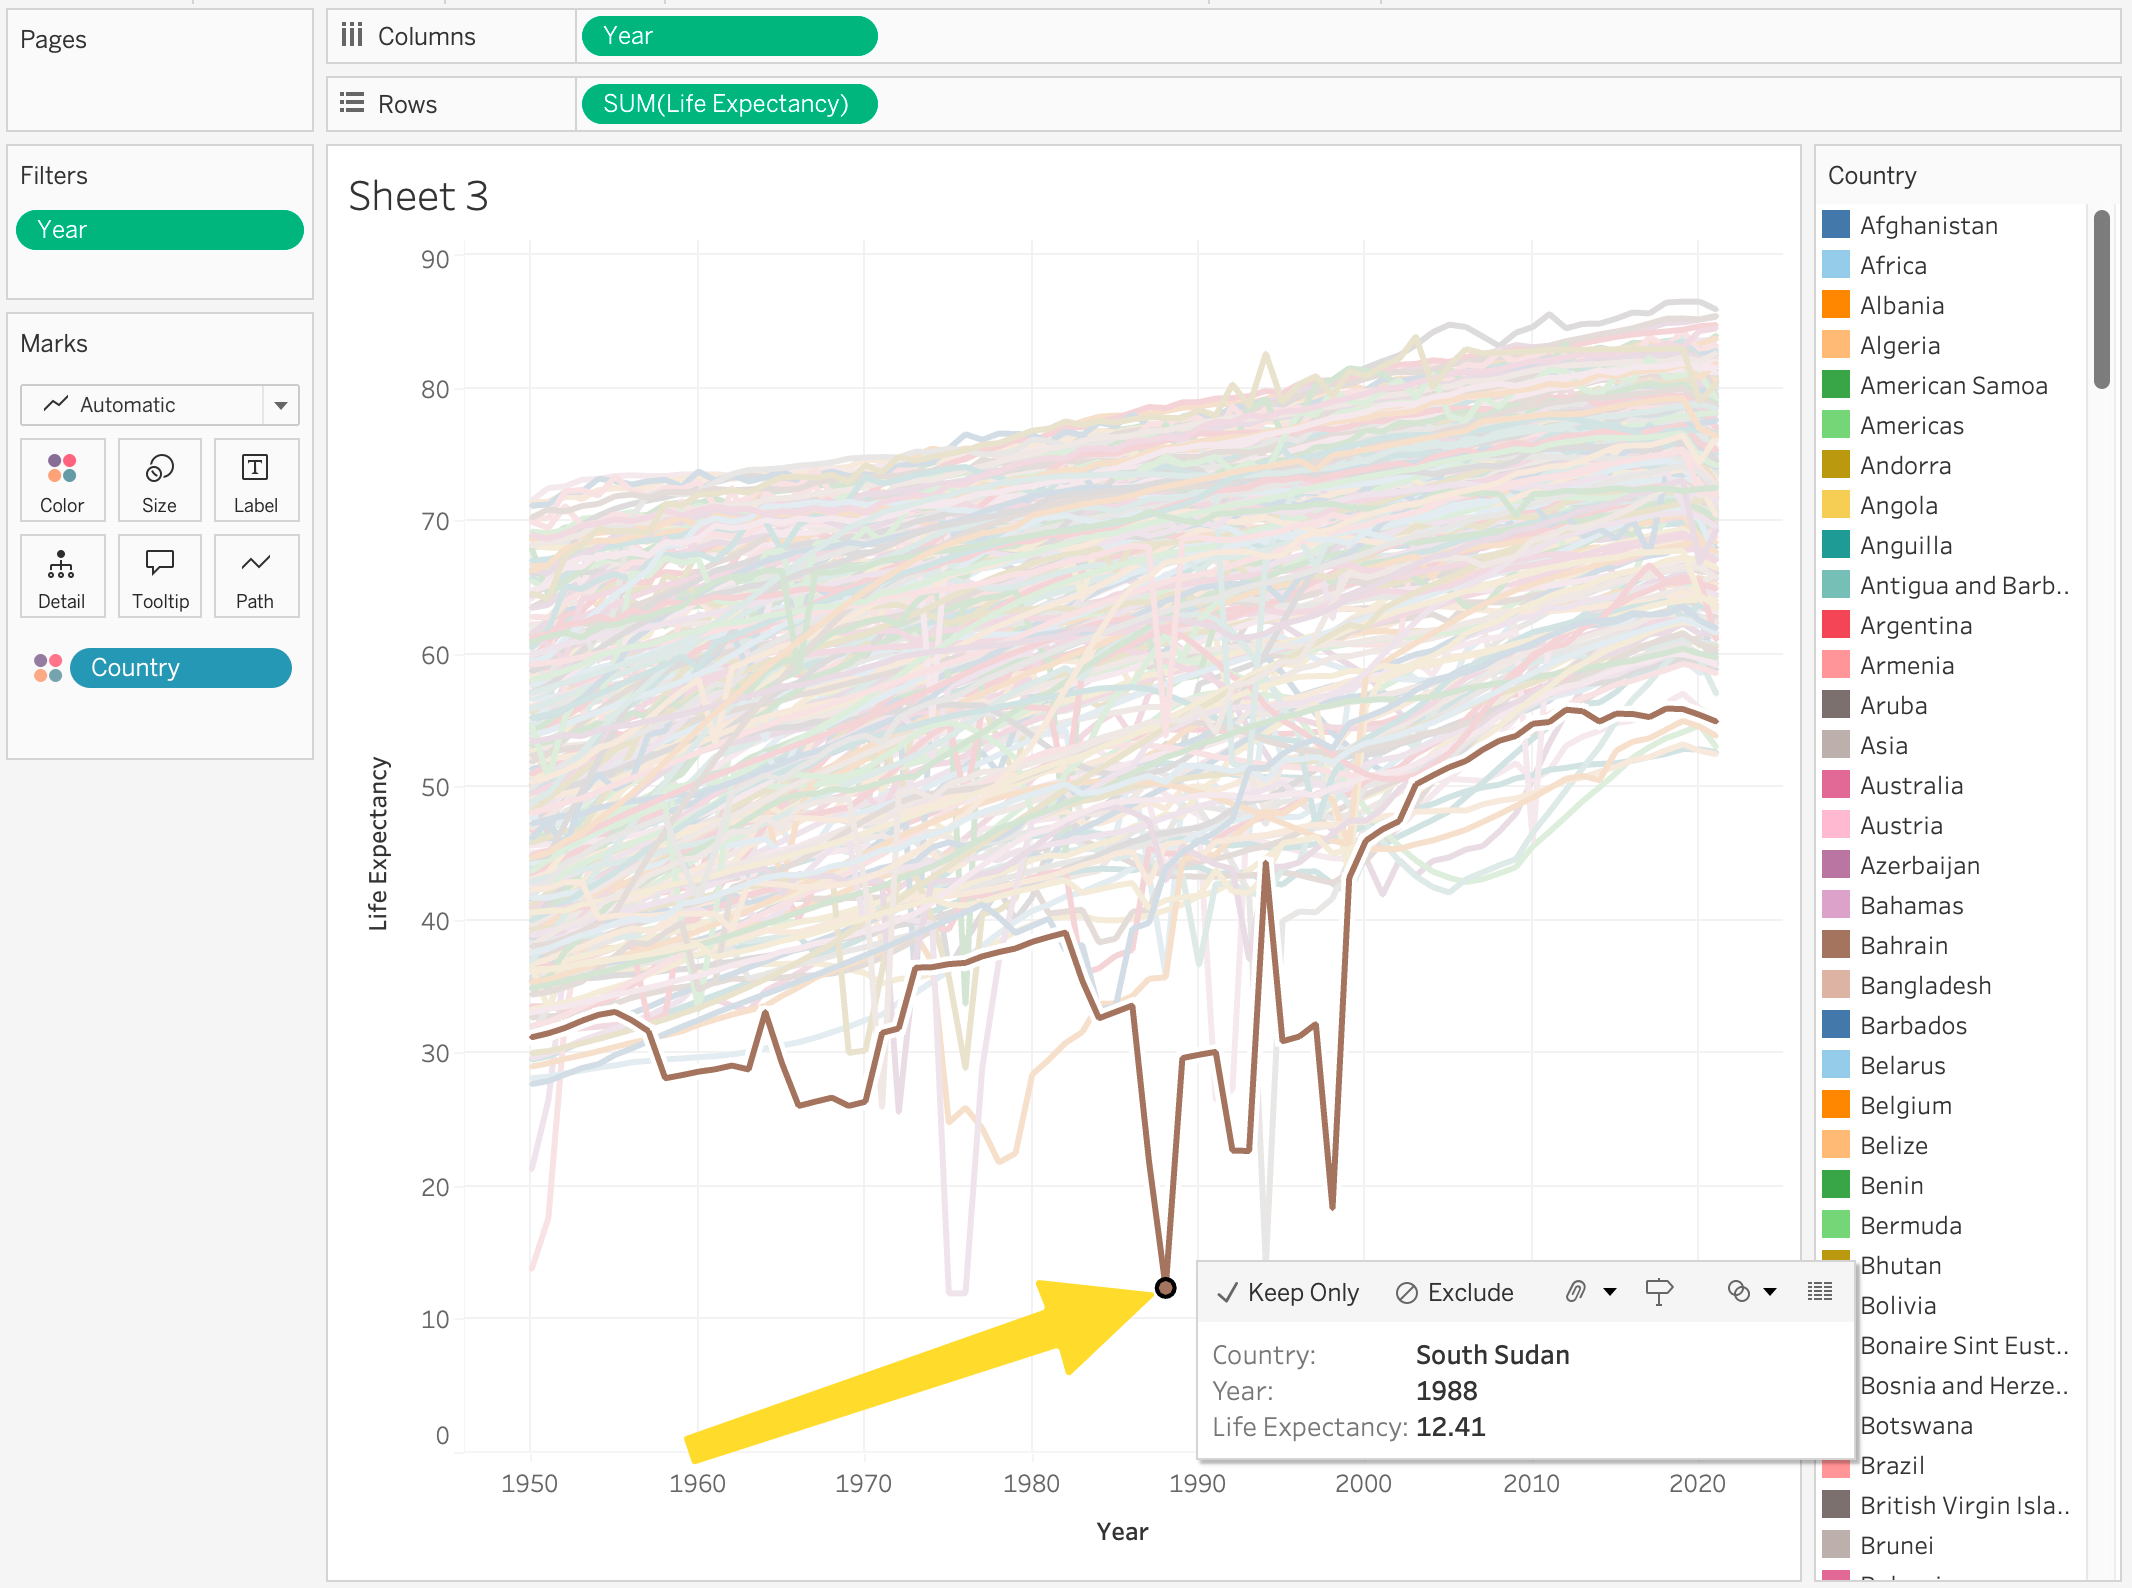 Pages
Columns
Year
Rows
SUM(Life Expectancy)
Filters
Year
Marks
Automatic
Color
Size
Label
Detail
Tooltip
Path
Country
Sheet 3
90
80
70
60
50
40
30
20
10
0
Life Expectancy
1950
1960
1970
1980
1990
2000
2010
2020
Year
Keep Only
Exclude
Country: South Sudan
Year: 1988
Life Expectancy: 12.41
Country
Afghanistan
Africa
Albania
Algeria
American Samoa
Americas
Andorra
Angola
Anguilla
Antigua and Barb..
Argentina
Armenia
Aruba
Asia
Australia
Austria
Azerbaijan
Bahamas
Bahrain
Bangladesh
Barbados
Belarus
Belgium
Belize
Benin
Bermuda
Bhutan
Bolivia
Bonaire Sint Eust..
Bosnia and Herze..
Botswana
Brazil
British Virgin Isla..
Brunei